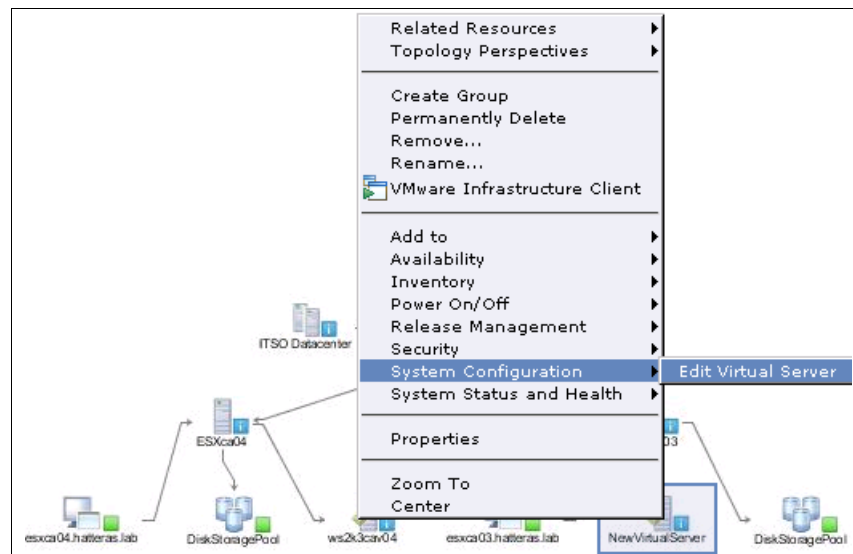 Related Resources
Topology Perspectives
Create Group
Permanently Delete
Remove...
Rename...
VMware Infrastructure Client
Add to
Availability
Inventory
Power On/Off
Release Management
Security
System Configuration
Edit Virtual Server
System Status and Health
Properties
Zoom To
Center
ITSO Datacenter
ESXca04
03
esxca04.hatteras.lab
DiskStoragePool
ws2k3cav04
esxca03.hatteras.lab
NewVirtualServer
DiskStoragePool